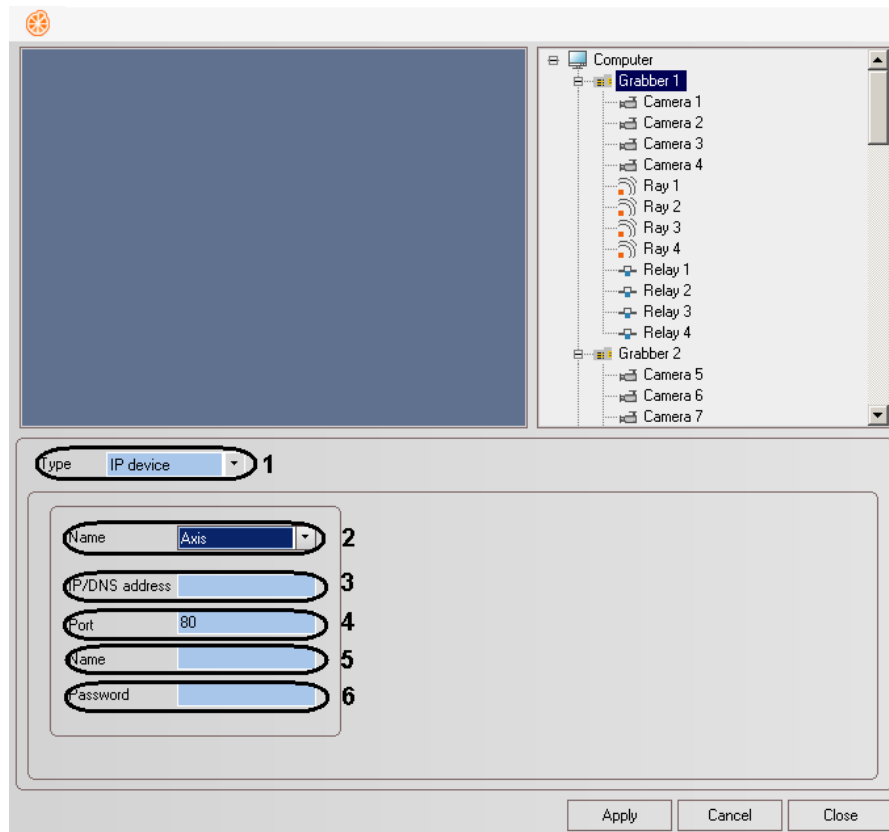 Computer
Grabber 1
Camera 1
Camera 2
Camera 3
Camera 4
Ray 1
Ray 2
Ray 3
Ray 4
Relay 1
Relay 2
Relay 3
Relay 4
Grabber 2
Camera 5
Camera 6
Camera 7
Type IP device 1
Name Axis 2
IP/DNS address 3
Port 80 4
Name 5
Password 6
Apply Cancel Close